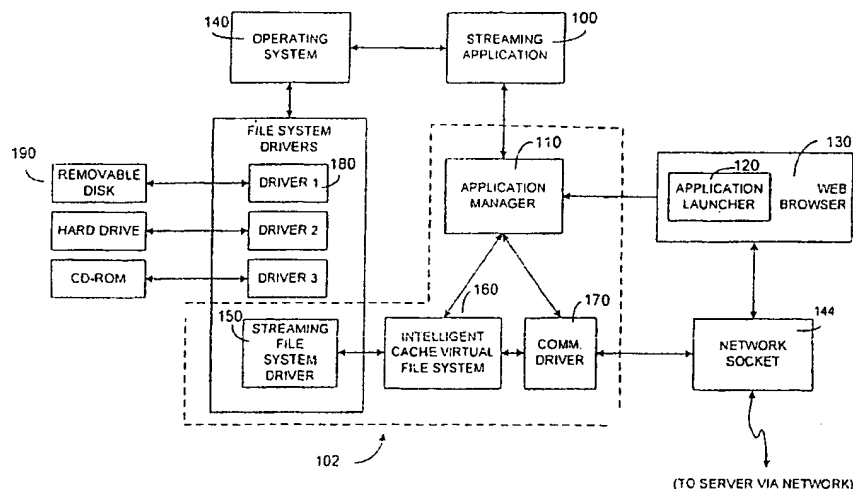 140
OPERATING
SYSTEM
100
STREAMING
APPLICATION
FILE SYSTEM
DRIVERS
190
REMOVABLE
DISK
DRIVER 1
180
HARD DRIVE
DRIVER 2
CD-ROM
DRIVER 3
110
APPLICATION
MANAGER
130
120
APPLICATION
LAUNCHER
WEB
BROWSER
150
STREAMING
FILE
SYSTEM
DRIVER
160
INTELLIGENT
CACHE VIRTUAL
FILE SYSTEM
170
COMM.
DRIVER
144
NETWORK
SOCKET
102
(TO SERVER VIA NETWORK)